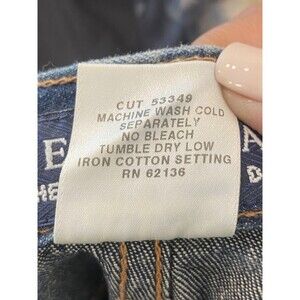 CUT 53349
MACHINE WASH COLD
SEPARATELY
NO BLEACH
TUMBLE DRY LOW
IRON COTTON SETTING
RN 62136